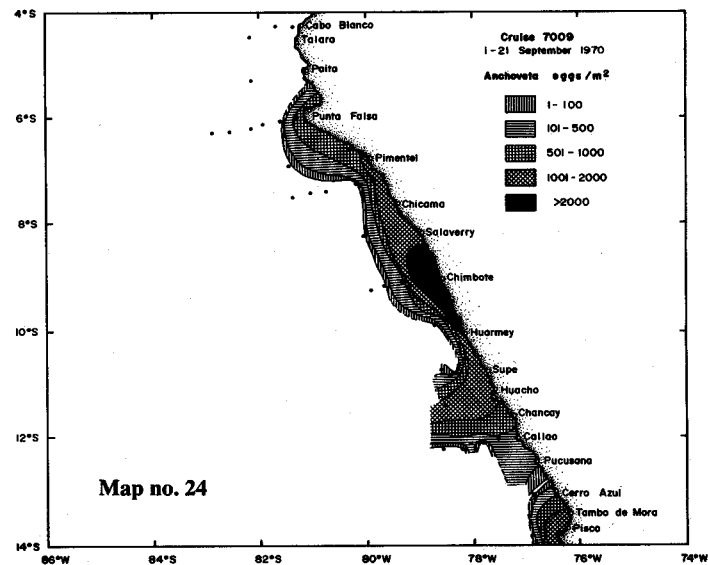 4°S
6°S
8°S
10°S
12°S
14°S
86°W
84°W
82°W
80°W
78°W
76°W
74°W
Cruise 7009
1-21 September 1970
Anchoveta eggs/m²
1-100
101-500
501-1000
1001-2000
>2000
Cabo Blanco
Talara
Paita
Punta Falsa
Pimentel
Chicama
Salaverry
Chimbote
Huarmey
Supe
Huacho
Chancay
Callao
Pucusana
Cerro Azul
Tambo de Mora
Pisco
Map no. 24